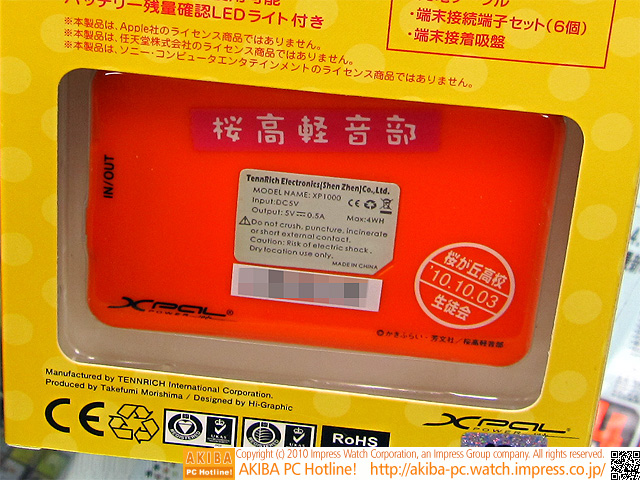 バッテリー残量確認LEDライト付き
※本製品は、Apple社のライセンス商品ではありません。
※本製品は、任天堂株式会社のライセンス商品ではありません。
※本製品は、ソニー・コンピュータエンタテインメントのライセンス商品ではありません。
・端末接続端子セット(6個)
・端末接着吸盤
桜高軽音部
IN/OUT
TennRich Electronics(Shen Zhen)Co.,Ltd.
MODEL NAME: XP1000
Input:DC5V
Output: 5V 0.5A Max:4WH
Do not crush, puncture, incinerate
or short external contact.
Caution: Risk of electric shock.
Dry location use only.
MADE IN CHINA
桜が丘高校
'10.10.03
生徒会
XPAL®
POWER
©かきふらい・芳文社/桜高軽音部
Manufactured by TENNRICH International Corporation.
Produced by Takefumi Morishima / Designed by Hi-Graphic
CE
UKAS
UKAS
RoHS
XPAL
POWER
AKIBA
PC Hotline!
Copyright (c) 2010 Impress Watch Corporation, an Impress Group company. All rights reserved.
AKIBA PC Hotline! http://akiba-pc.watch.impress.co.jp/